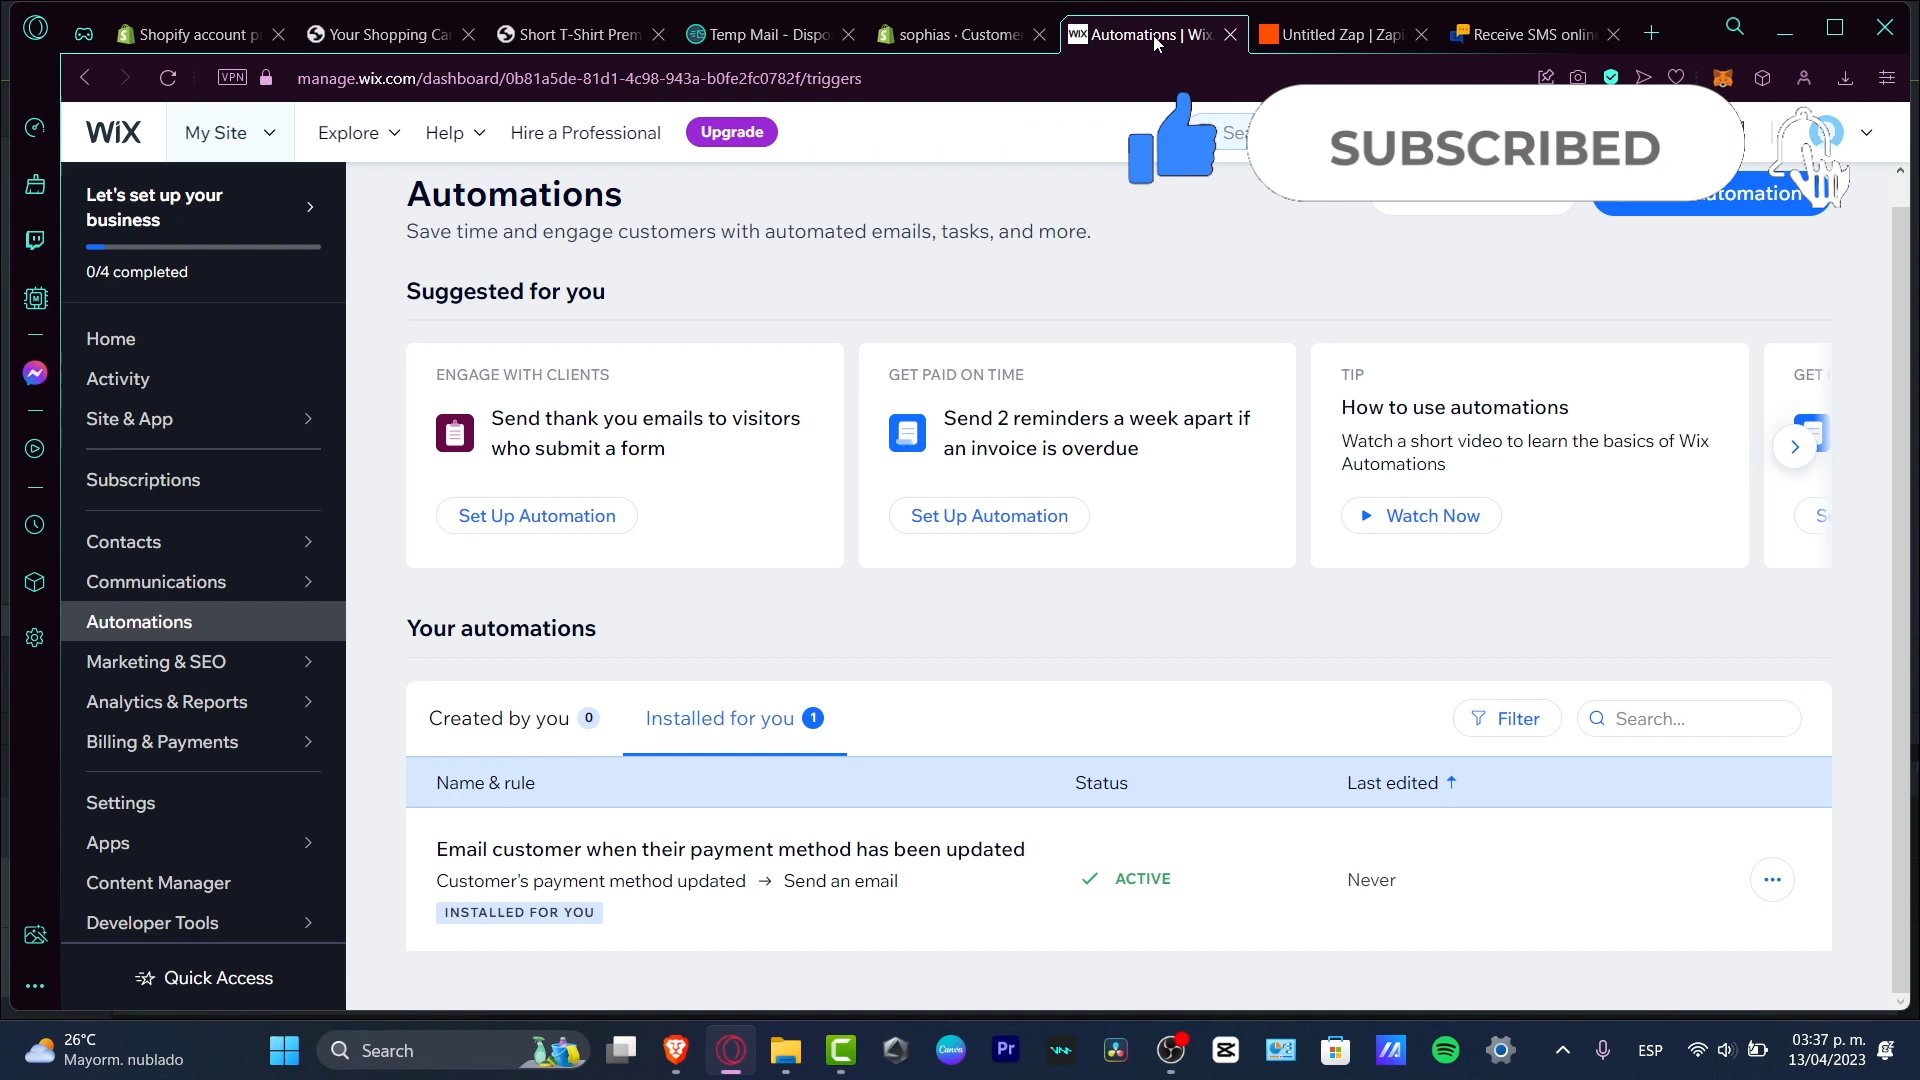 Shopify account p
Your Shopping Car
Short T-Shirt Prem
Temp Mail - Dispo
sophias · Custome
WIX Automations | Wix.
Untitled Zap | Zapi
Receive SMS onlin
VPN
manage.wix.com/dashboard/0b81a5de-81d1-4c98-943a-b0fe2fc0782f/triggers
WiX
My Site
Explore
Help
Hire a Professional
Upgrade
Sea
SUBSCRIBED
Let's set up your
business
0/4 completed
Home
Activity
Site & App
Subscriptions
Contacts
Communications
Automations
Marketing & SEO
Analytics & Reports
Billing & Payments
Settings
Apps
Content Manager
Developer Tools
Quick Access
Automations
Save time and engage customers with automated emails, tasks, and more.
utomation
Suggested for you
ENGAGE WITH CLIENTS
Send thank you emails to visitors
who submit a form
Set Up Automation
GET PAID ON TIME
Send 2 reminders a week apart if
an invoice is overdue
Set Up Automation
TIP
How to use automations
Watch a short video to learn the basics of Wix
Automations
Watch Now
GET
S
Your automations
Created by you 0
Installed for you 1
Filter
Search...
Name & rule
Status
Last edited
Email customer when their payment method has been updated
Customer's payment method updated → Send an email
INSTALLED FOR YOU
ACTIVE
Never
26°C
Mayorm. nublado
Search
Canva
Pr
ESP
03:37 p. m.
13/04/2023